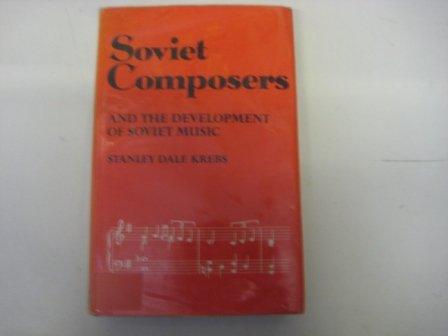 Soviet
Composers
AND THE DEVELOPMENT
OF SOVIET MUSIC
STANLEY DALE KREBS